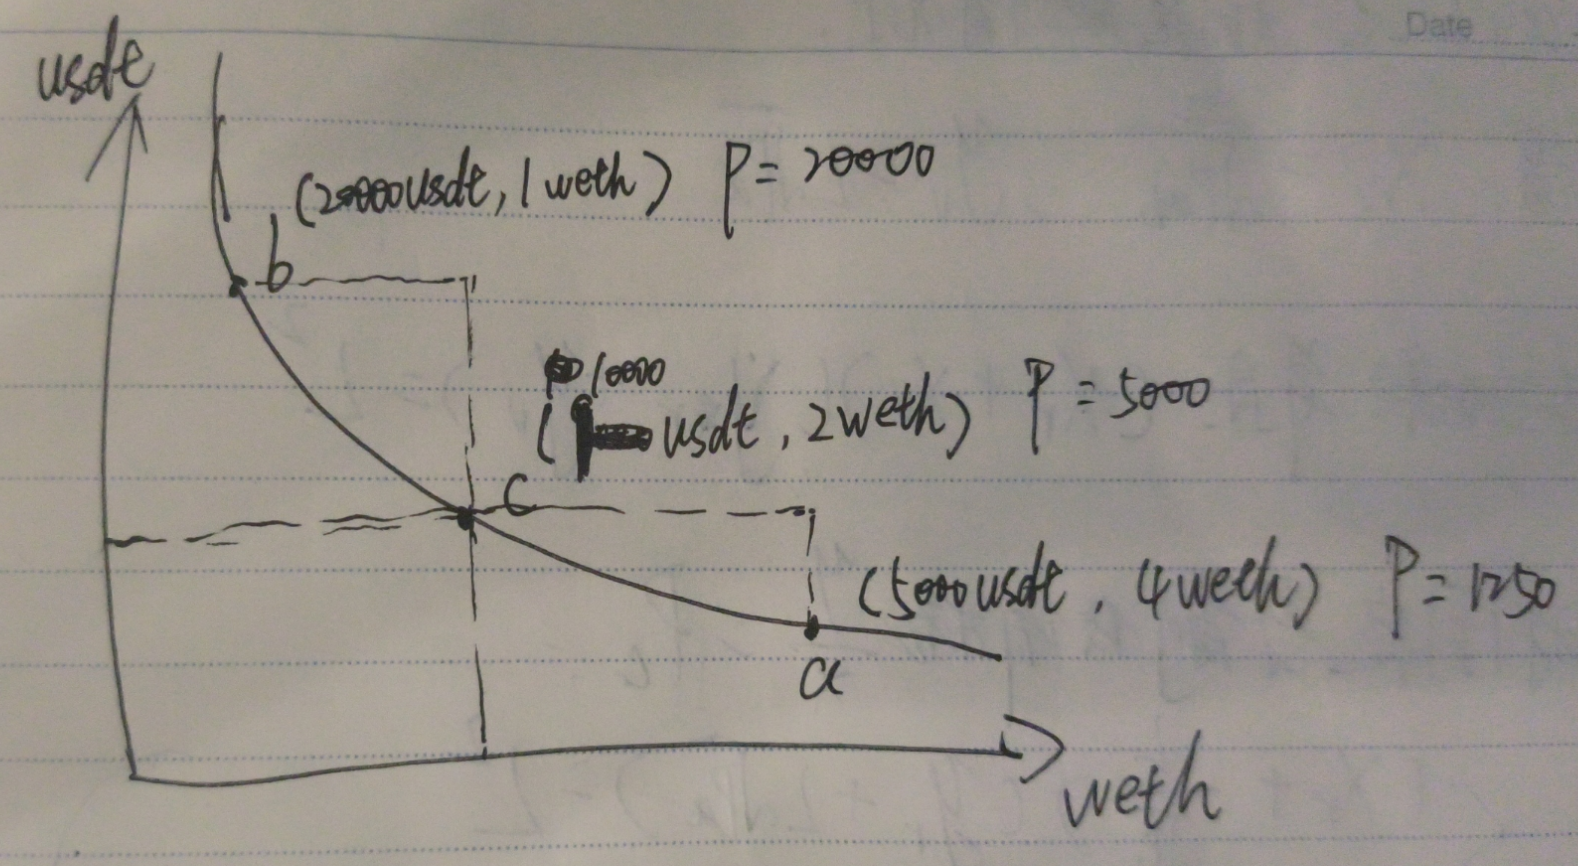 Date
usdt
(20000usdt, 1weth) P=20000
b
10000
( usdt, 2weth) P=5000
c
(5000usdt, 4weth) P=1250
a
weth